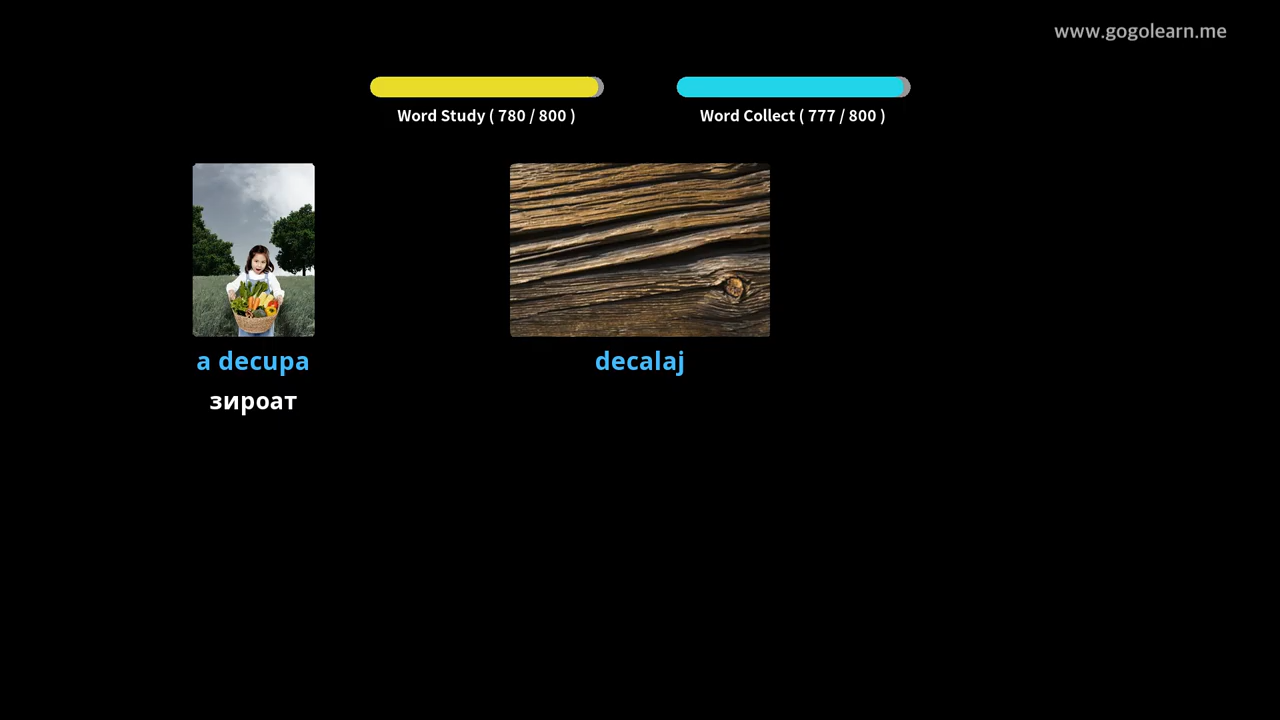 www.gogolearn.me
Word Study ( 780 / 800 )
Word Collect ( 777 / 800 )
a decupa
decalaj
зироат